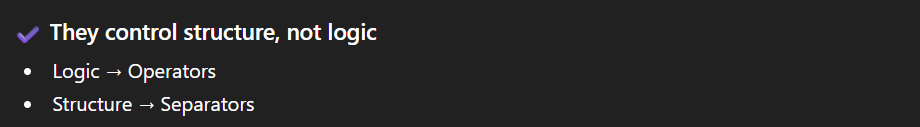 ✔ They control structure, not logic
• Logic → Operators
• Structure → Separators